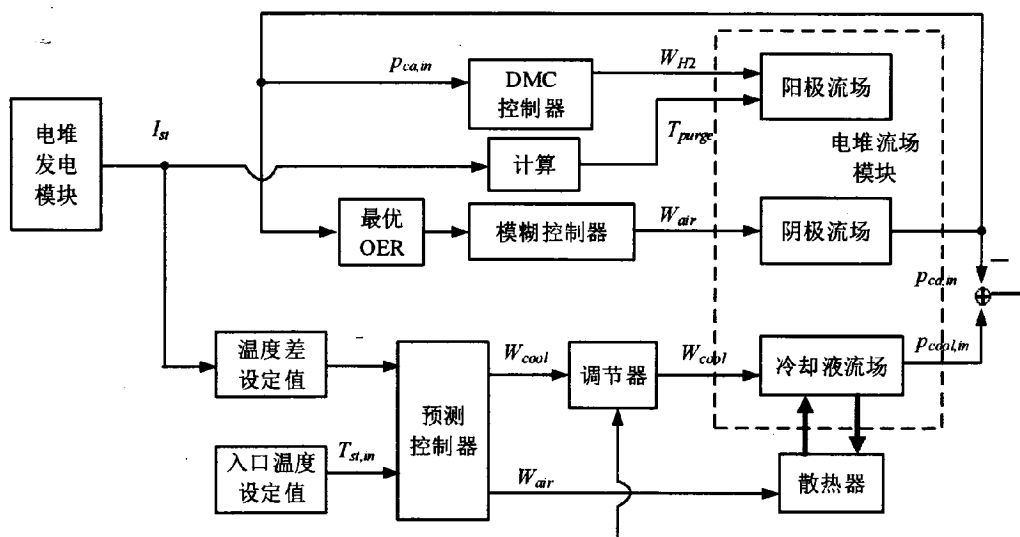 p_ca,in
DMC
控制器
W_H2
阳极流场
电堆
发电
模块
I_st
T_purge
计算
电堆流场
模块
最优
OER
模糊控制器
W_air
阴极流场
p_ca,in
温度差
设定值
W_cool
调节器
W_cool
冷却液流场
p_cool,in
预测
控制器
入口温度
设定值
T_st,in
W_air
散热器